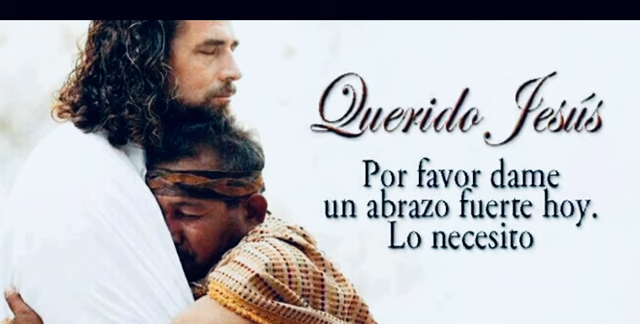 Querido Jesús
Por favor dame
un abrazo fuerte hoy.
Lo necesito